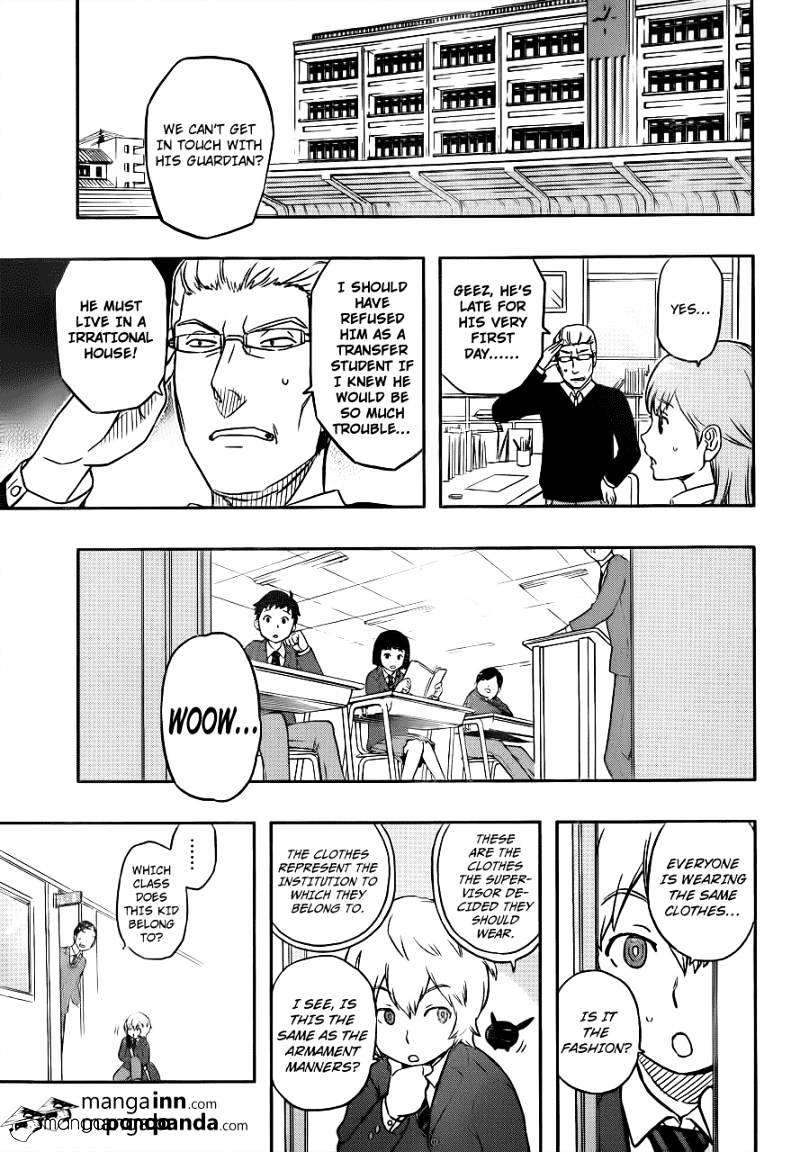 WE CAN'T GET
IN TOUCH WITH
HIS GUARDIAN?
YES...
GEEZ, HE'S
LATE FOR
HIS VERY
FIRST
DAY......
I SHOULD
HAVE
REFUSED
HIM AS A
TRANSFER
STUDENT IF
I KNEW HE
WOULD BE
SO MUCH
TROUBLE...
HE MUST
LIVE IN A
IRRATIONAL
HOUSE!
WOOW...
EVERYONE
IS WEARING
THE SAME
CLOTHES...
IS IT
THE
FASHION?
THESE
ARE THE
CLOTHES
THE SUPER-
VISOR DE-
CIDED THEY
SHOULD
WEAR.
THE CLOTHES
REPRESENT THE
INSTITUTION TO
WHICH THEY
BELONG TO.
I SEE, IS
THIS THE
SAME AS THE
ARMAMENT
MANNERS?
......
WHICH
CLASS
DOES
THIS KID
BELONG
TO?
mangainn.com
mangapanda.com